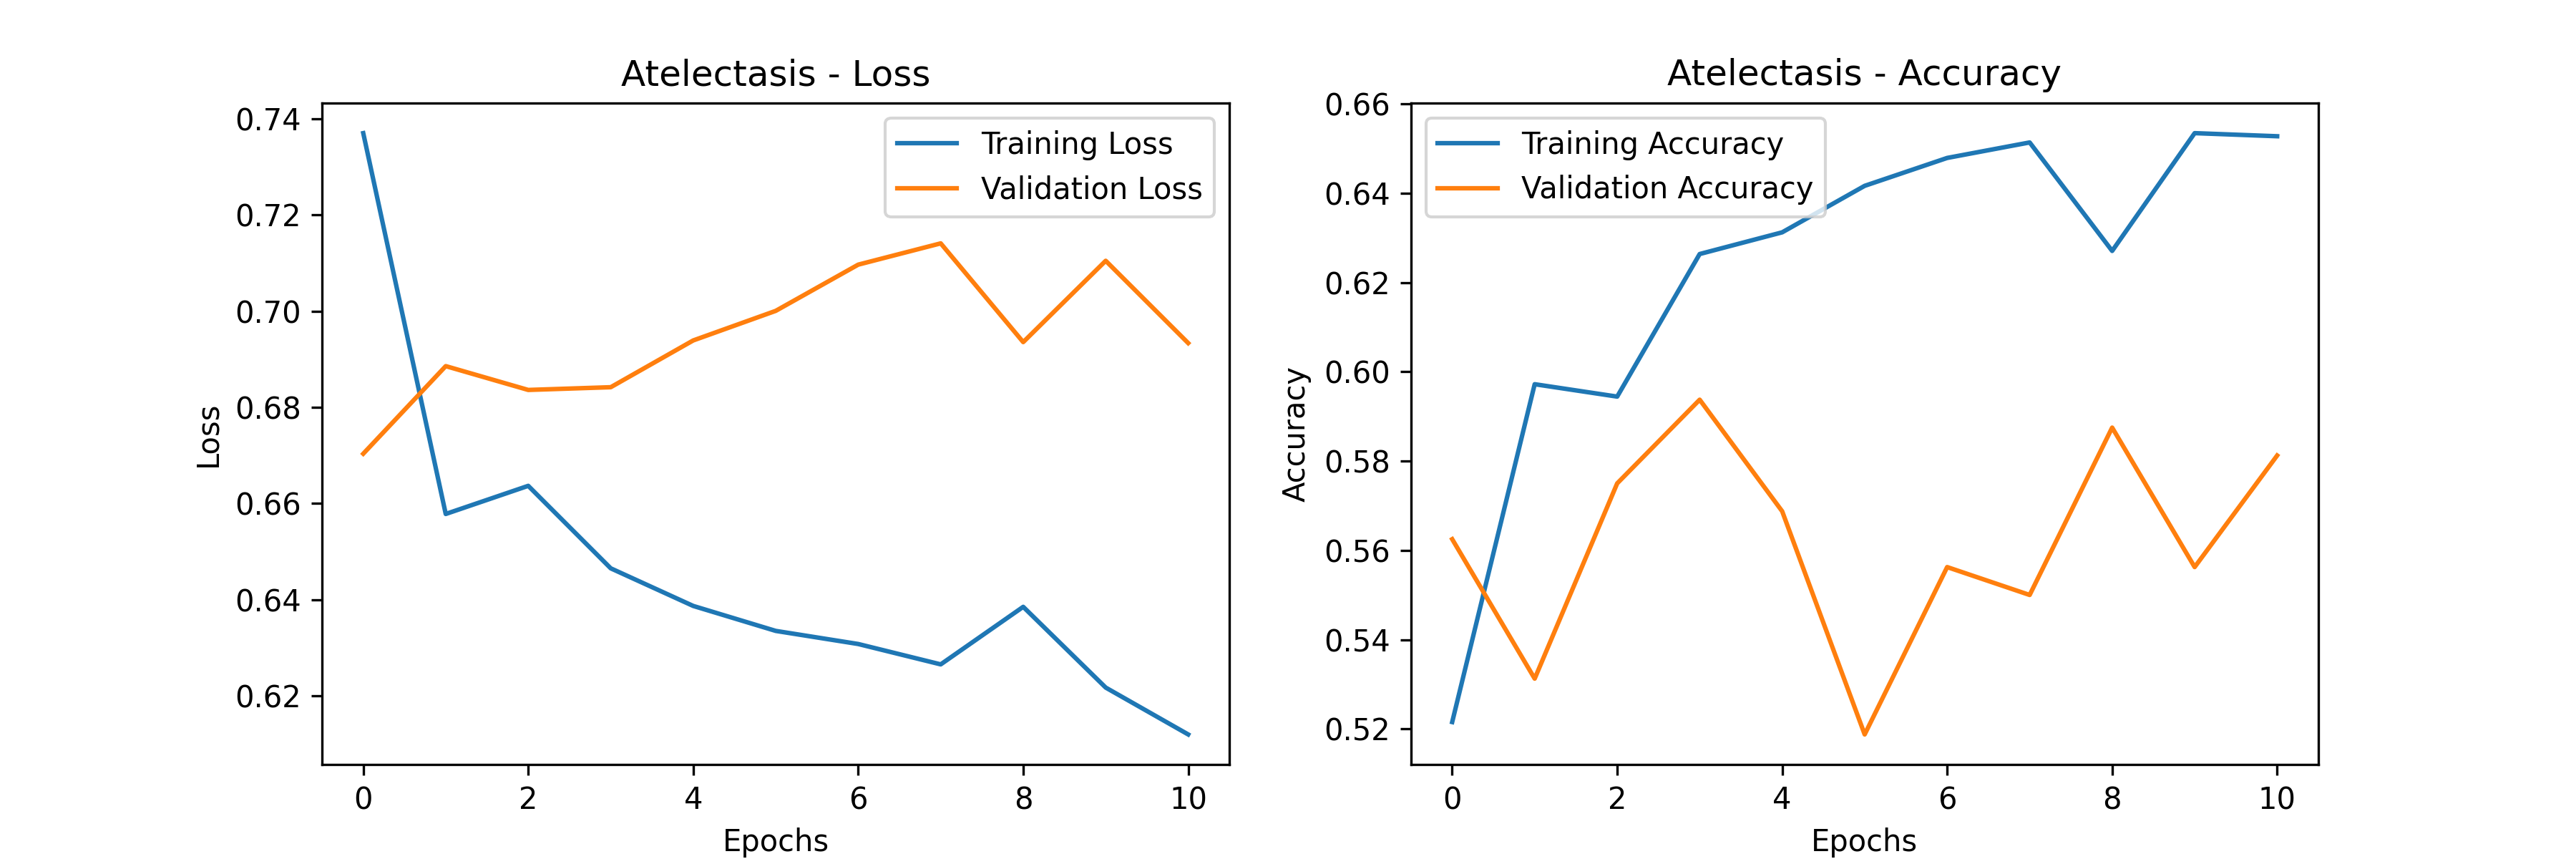 Atelectasis - Loss
Training Loss
Validation Loss
0.74
0.72
0.70
0.68
0.66
0.64
0.62
Loss
0 2 4 6 8 10
Epochs
Atelectasis - Accuracy
Training Accuracy
Validation Accuracy
0.66
0.64
0.62
0.60
0.58
0.56
0.54
0.52
Accuracy
0 2 4 6 8 10
Epochs